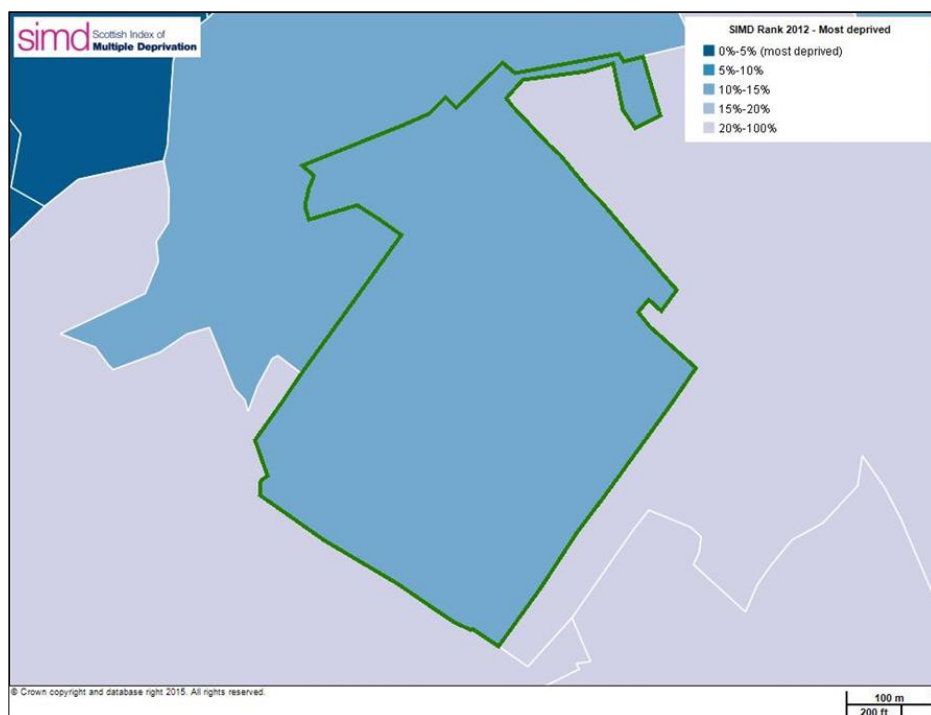 simd Scottish Index of
Multiple Deprivation
SIMD Rank 2012 - Most deprived
0%-5% (most deprived)
5%-10%
10%-15%
15%-20%
20%-100%
© Crown copyright and database right 2015. All rights reserved.
100 m
200 ft